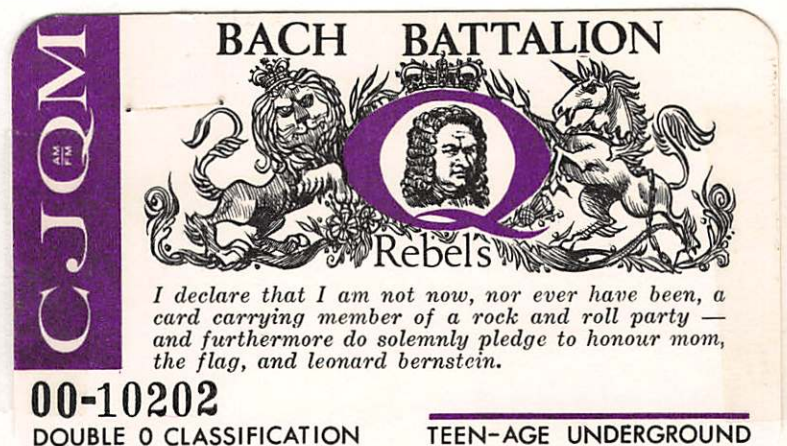 BACH BATTALION
CJQM
AM
FM
Q
Rebel's
I declare that I am not now, nor ever have been, a
card carrying member of a rock and roll party —
and furthermore do solemnly pledge to honour mom,
the flag, and leonard bernstein.
00-10202
DOUBLE 0 CLASSIFICATION TEEN-AGE UNDERGROUND